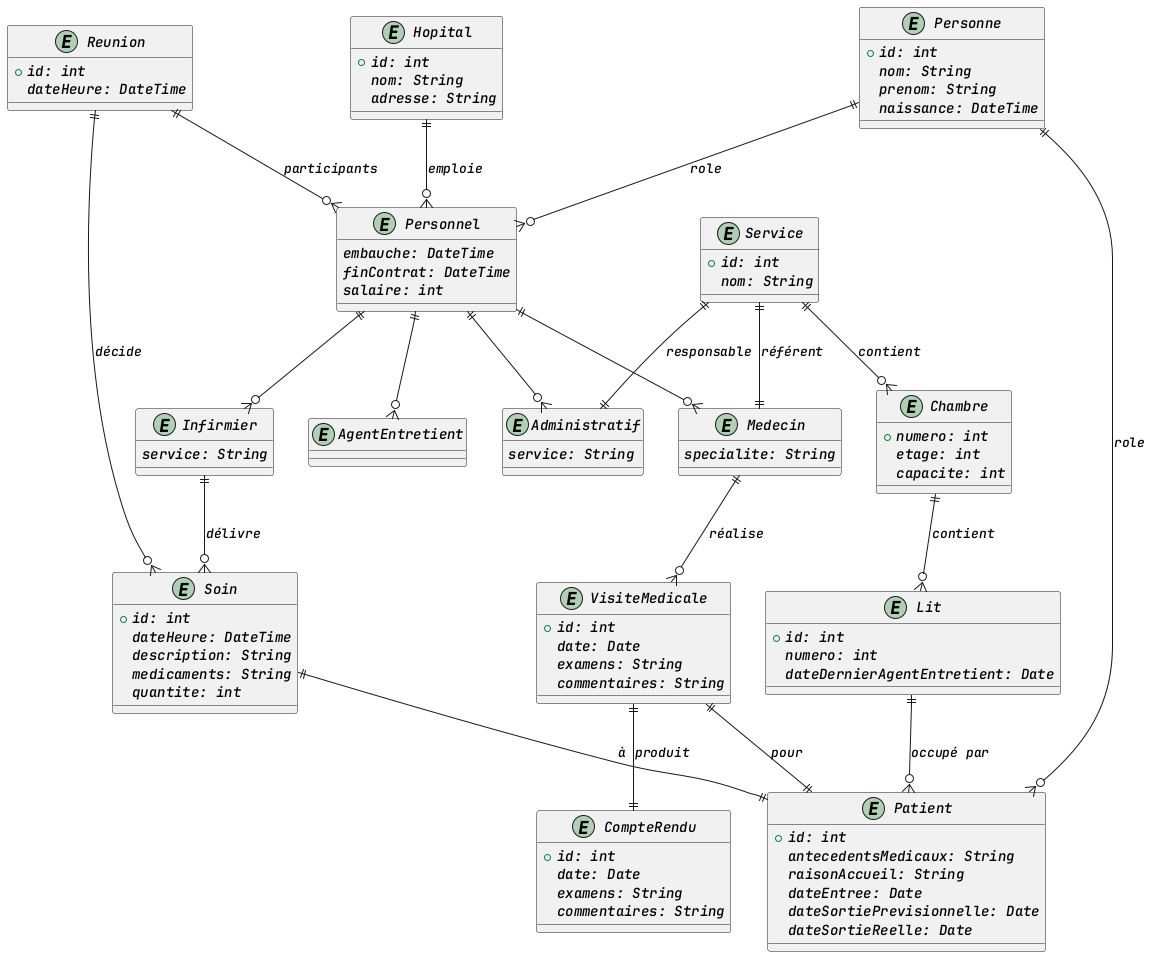 E Reunion
id: int
dateHeure: DateTime
E Hopital
id: int
nom: String
adresse: String
E Personne
id: int
nom: String
prenom: String
naissance: DateTime
participants
emploie
role
E Personnel
embauche: DateTime
finContrat: DateTime
salaire: int
E Service
id: int
nom: String
décide
responsable
référent
contient
E Infirmier
service: String
E AgentEntretient
E Administratif
service: String
E Medecin
specialite: String
E Chambre
numero: int
etage: int
capacite: int
role
délivre
réalise
contient
E Soin
id: int
dateHeure: DateTime
description: String
medicaments: String
quantite: int
E VisiteMedicale
id: int
date: Date
examens: String
commentaires: String
E Lit
id: int
numero: int
dateDernierAgentEntretient: Date
à
produit
pour
occupé par
E CompteRendu
id: int
date: Date
examens: String
commentaires: String
E Patient
id: int
antecedentsMedicaux: String
raisonAccueil: String
dateEntree: Date
dateSortiePrevisionnelle: Date
dateSortieReelle: Date